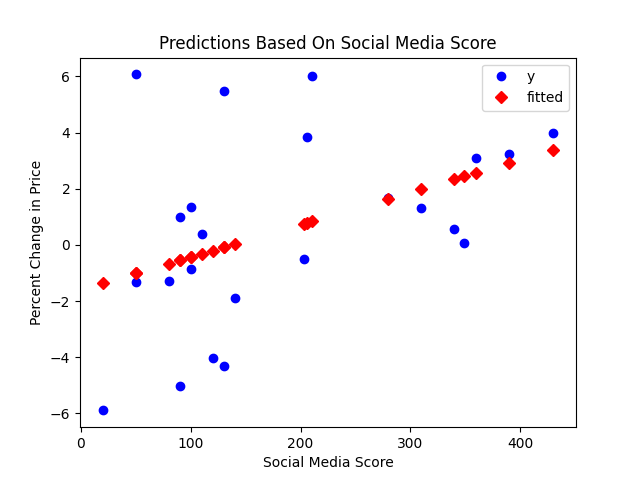 Predictions Based On Social Media Score
y
fitted
6
4
2
0
−2
−4
−6
Percent Change in Price
0 100 200 300 400
Social Media Score